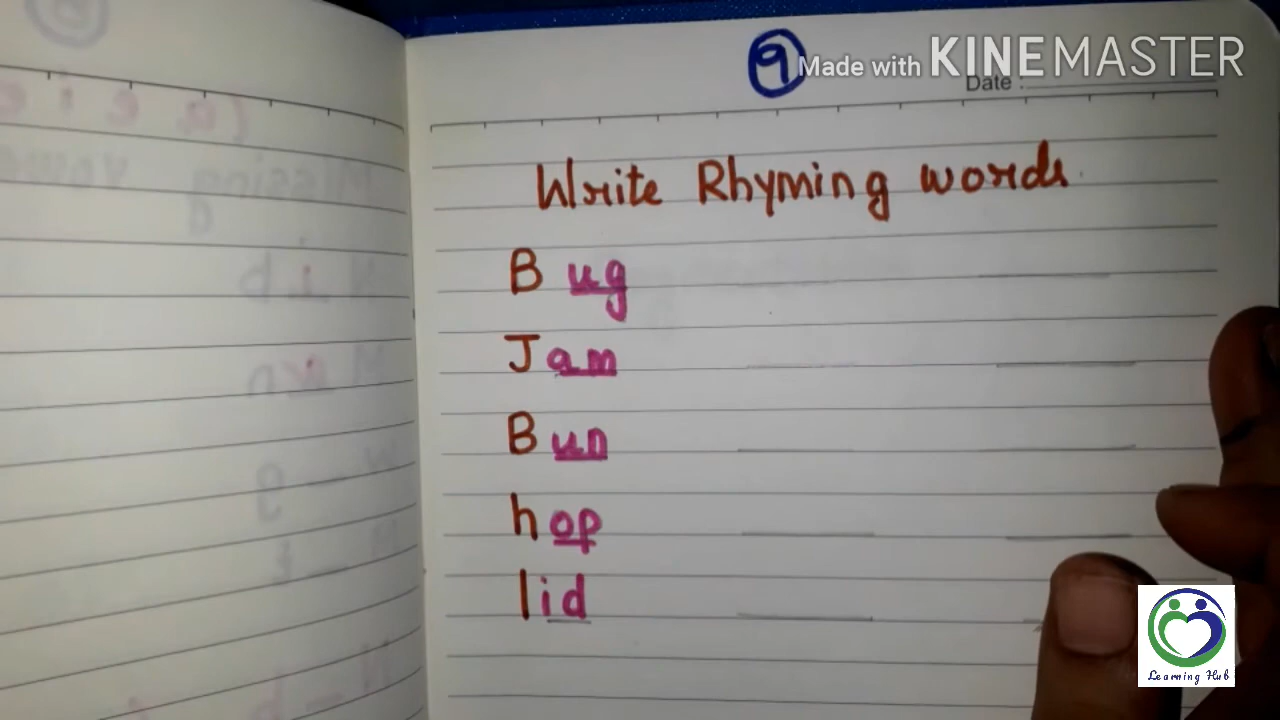 9
Made with KINEMASTER
Date
Write Rhyming words
Bug
Jam
Bun
hop
lid
Learning Hub